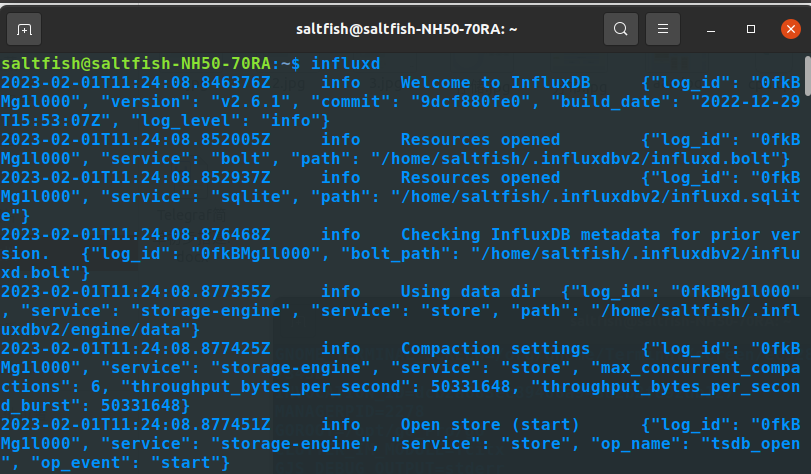 saltfish@saltfish-NH50-70RA: ~
saltfish@saltfish-NH50-70RA:~$ influxd
2023-02-01T11:24:08.846376Z     info    Welcome to InfluxDB     {"log_id": "0fkB
Mg1l000", "version": "v2.6.1", "commit": "9dcf880fe0", "build_date": "2022-12-29
T15:53:07Z", "log_level": "info"}
2023-02-01T11:24:08.852005Z     info    Resources opened        {"log_id": "0fkB
Mg1l000", "service": "bolt", "path": "/home/saltfish/.influxdbv2/influxd.bolt"}
2023-02-01T11:24:08.852937Z     info    Resources opened        {"log_id": "0fkB
Mg1l000", "service": "sqlite", "path": "/home/saltfish/.influxdbv2/influxd.sqlit
e"}
2023-02-01T11:24:08.876468Z     info    Checking InfluxDB metadata for prior ver
sion.   {"log_id": "0fkBMg1l000", "bolt_path": "/home/saltfish/.influxdbv2/influ
xd.bolt"}
2023-02-01T11:24:08.877355Z     info    Using data dir  {"log_id": "0fkBMg1l000"
, "service": "storage-engine", "service": "store", "path": "/home/saltfish/.infl
uxdbv2/engine/data"}
2023-02-01T11:24:08.877425Z     info    Compaction settings     {"log_id": "0fkB
Mg1l000", "service": "storage-engine", "service": "store", "max_concurrent_compa
ctions": 6, "throughput_bytes_per_second": 50331648, "throughput_bytes_per_secon
d_burst": 50331648}
2023-02-01T11:24:08.877451Z     info    Open store (start)      {"log_id": "0fkB
Mg1l000", "service": "storage-engine", "service": "store", "op_name": "tsdb_open
", "op_event": "start"}